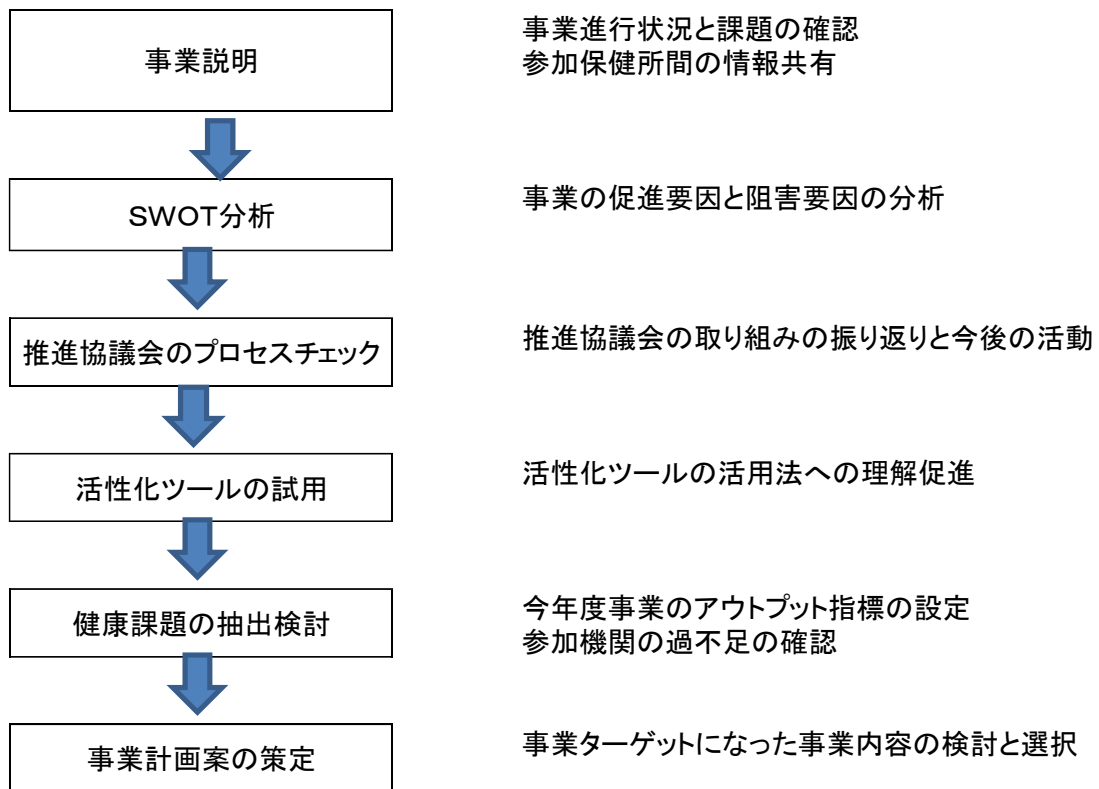 事業説明
事業進行状況と課題の確認
参加保健所間の情報共有
SWOT分析
事業の促進要因と阻害要因の分析
推進協議会のプロセスチェック
推進協議会の取り組みの振り返りと今後の活動
活性化ツールの試用
活性化ツールの活用法への理解促進
健康課題の抽出検討
今年度事業のアウトプット指標の設定
参加機関の過不足の確認
事業計画案の策定
事業ターゲットになった事業内容の検討と選択